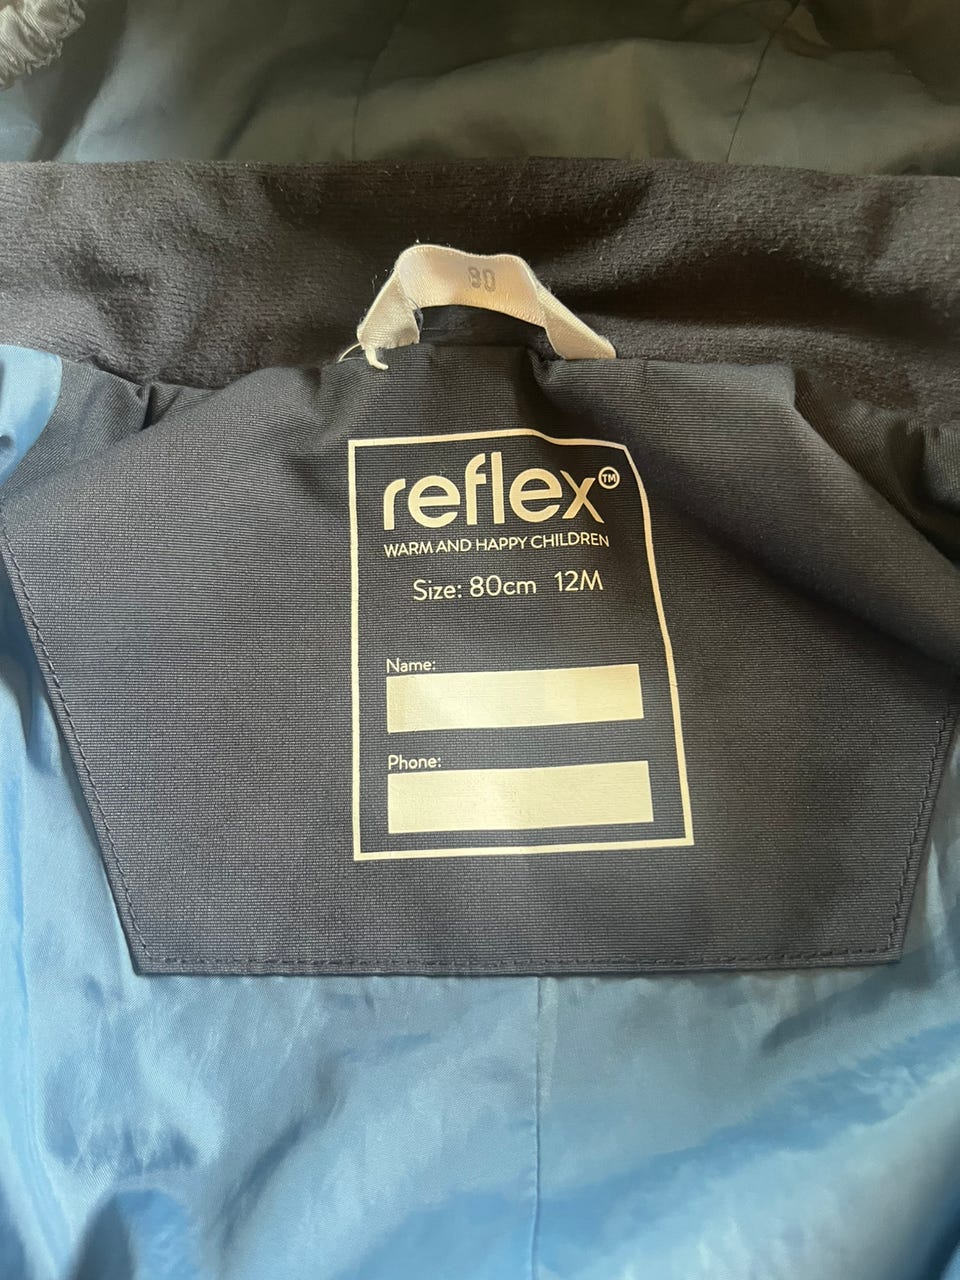 80
reflex™
WARM AND HAPPY CHILDREN
Size: 80cm 12M
Name:
Phone: